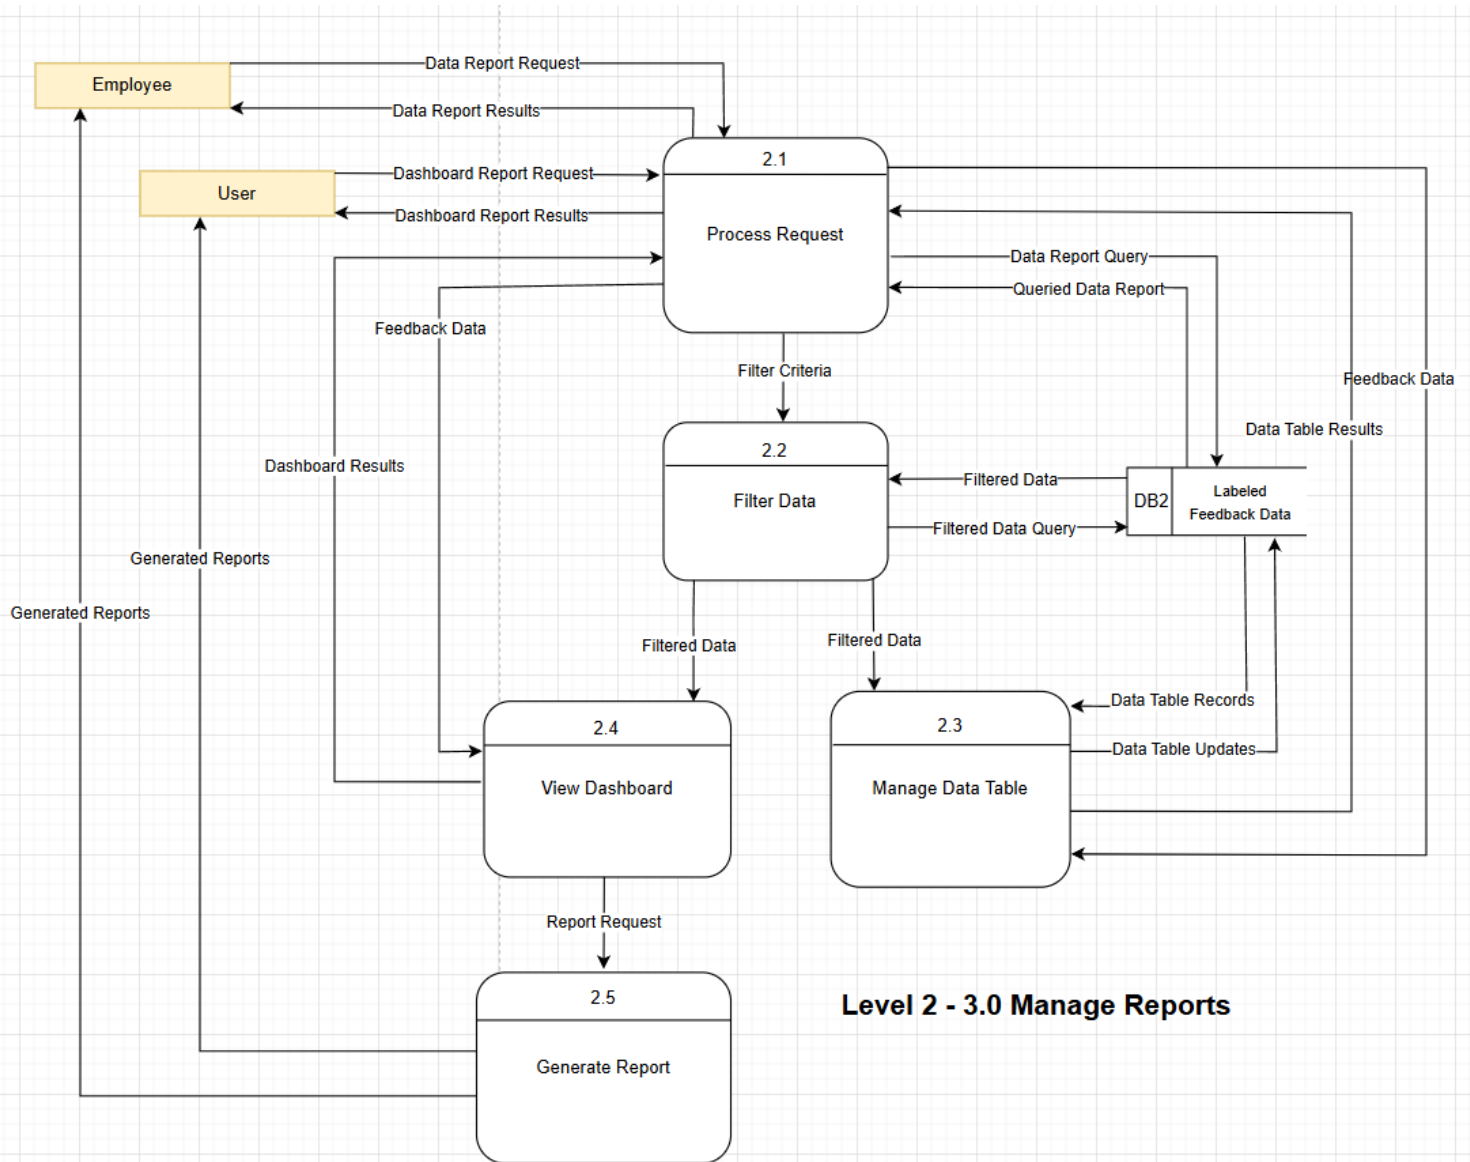 Data Report Request
Employee
Data Report Results
2.1
Dashboard Report Request
User
Dashboard Report Results
Process Request
Data Report Query
Queried Data Report
Feedback Data
Filter Criteria
Feedback Data
Data Table Results
2.2
Dashboard Results
Filtered Data
Filter Data
DB2
Labeled
Feedback Data
Filtered Data Query
Generated Reports
Generated Reports
Filtered Data
Filtered Data
Data Table Records
2.4
2.3
Data Table Updates
View Dashboard
Manage Data Table
Report Request
2.5
Level 2 - 3.0 Manage Reports
Generate Report